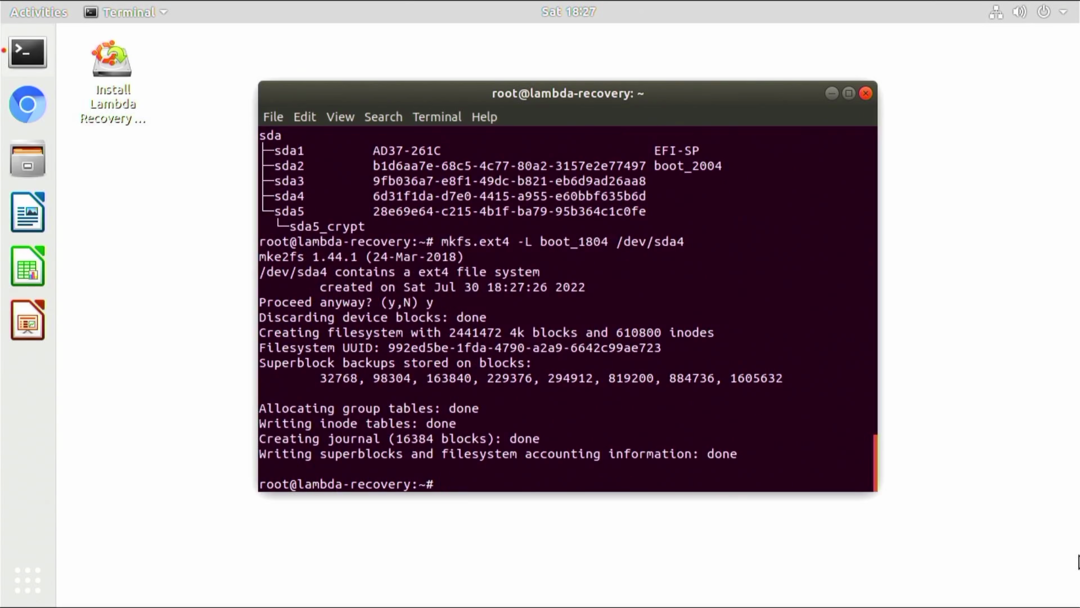 Activities Terminal Sat 18:27
Install
Lambda
Recovery ...
root@lambda-recovery: ~
File Edit View Search Terminal Help
sda
├─sda1 AD37-261C EFI-SP
├─sda2 b1d6aa7e-68c5-4c77-80a2-3157e2e77497 boot_2004
├─sda3 9fb036a7-e8f1-49dc-b821-eb6d9ad26aa8
├─sda4 6d31f1da-d7e0-4415-a955-e60bbf635b6d
└─sda5 28e69e64-c215-4b1f-ba79-95b364c1c0fe
└─sda5_crypt
root@lambda-recovery:~# mkfs.ext4 -L boot_1804 /dev/sda4
mke2fs 1.44.1 (24-Mar-2018)
/dev/sda4 contains a ext4 file system
created on Sat Jul 30 18:27:26 2022
Proceed anyway? (y,N) y
Discarding device blocks: done
Creating filesystem with 2441472 4k blocks and 610800 inodes
Filesystem UUID: 992ed5be-1fda-4790-a2a9-6642c99ae723
Superblock backups stored on blocks:
32768, 98304, 163840, 229376, 294912, 819200, 884736, 1605632
Allocating group tables: done
Writing inode tables: done
Creating journal (16384 blocks): done
Writing superblocks and filesystem accounting information: done
root@lambda-recovery:~#